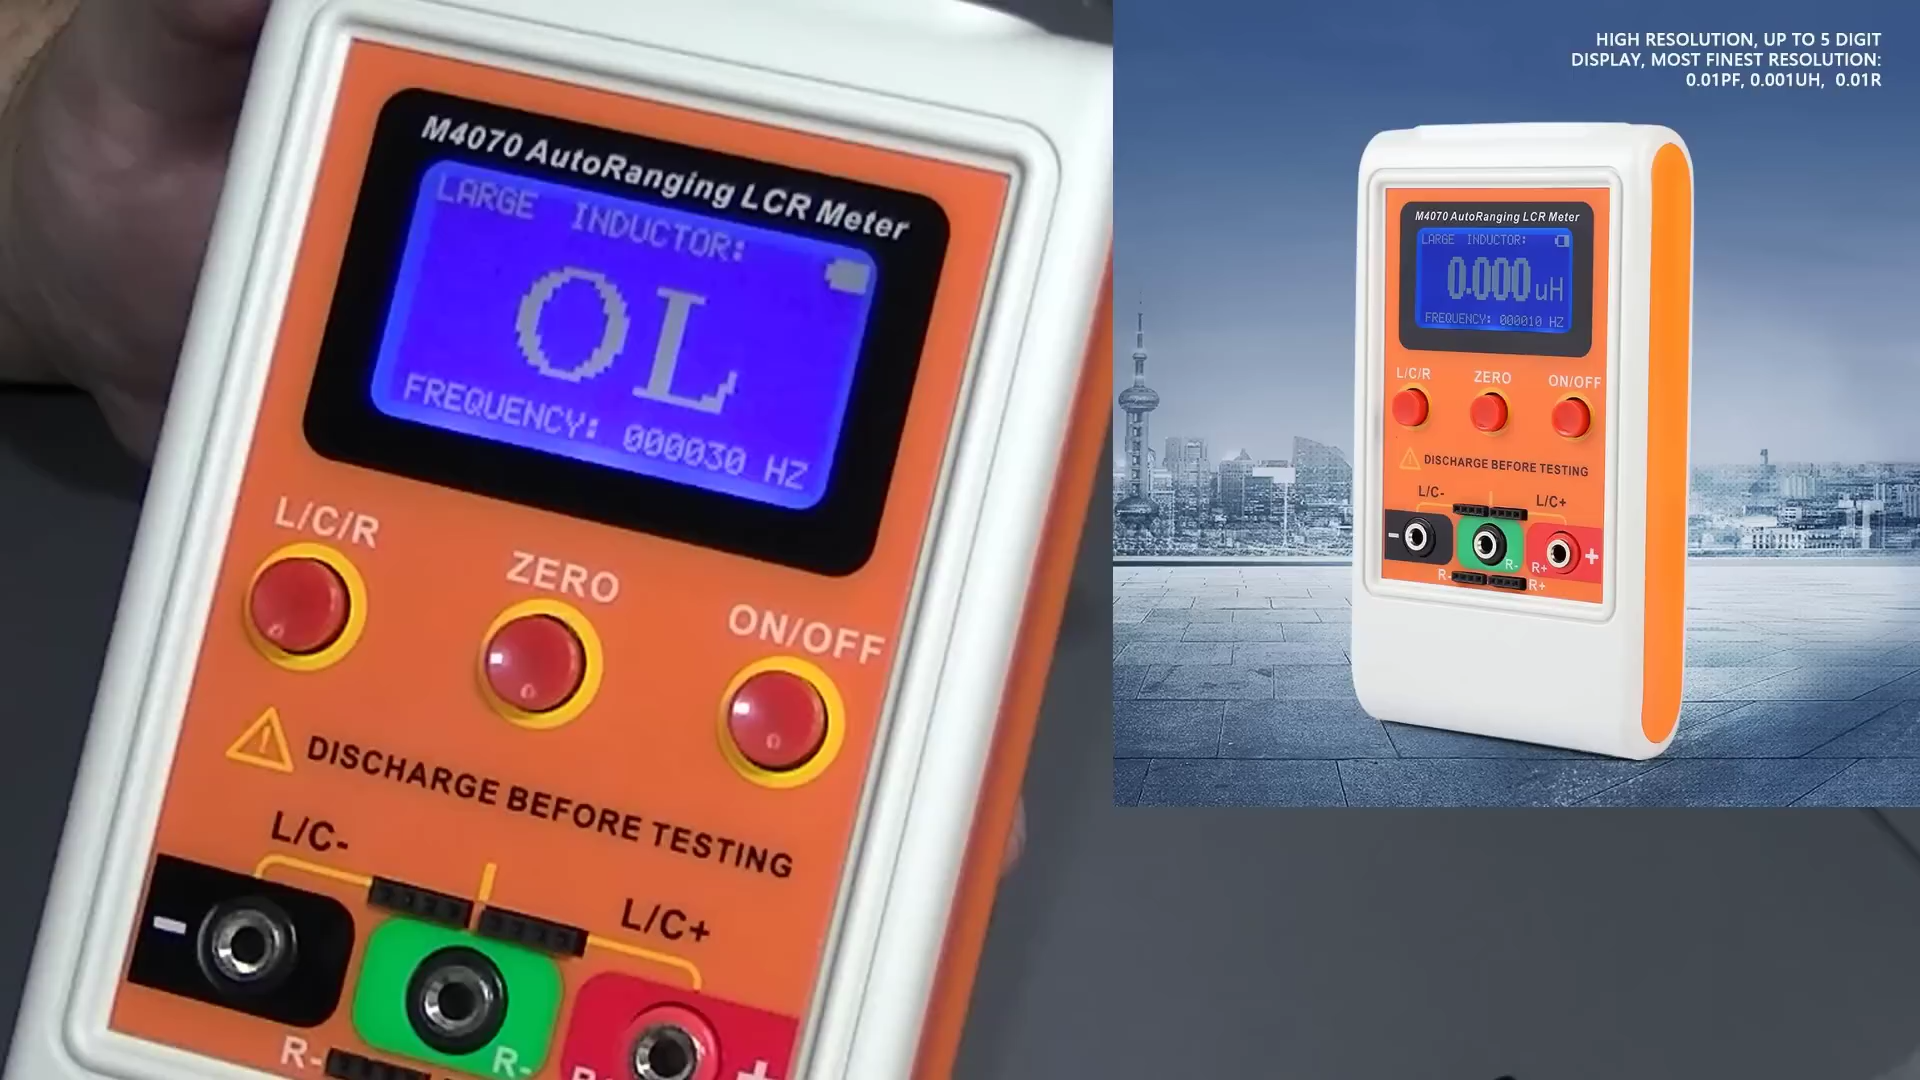 M4070 AutoRanging LCR Meter
LARGE INDUCTOR:
OL
FREQUENCY: 000030 HZ
L/C/R
ZERO
ON/OFF
DISCHARGE BEFORE TESTING
L/C-
L/C+
-
R-
R-
+
HIGH RESOLUTION, UP TO 5 DIGIT
DISPLAY, MOST FINEST RESOLUTION:
0.01PF, 0.001UH, 0.01R
M4070 AutoRanging LCR Meter
LARGE INDUCTOR:
0.000 uH
FREQUENCY: 000010 HZ
L/C/R
ZERO
ON/OFF
DISCHARGE BEFORE TESTING
L/C-
L/C+
-
R-
R+
+
R-
R+